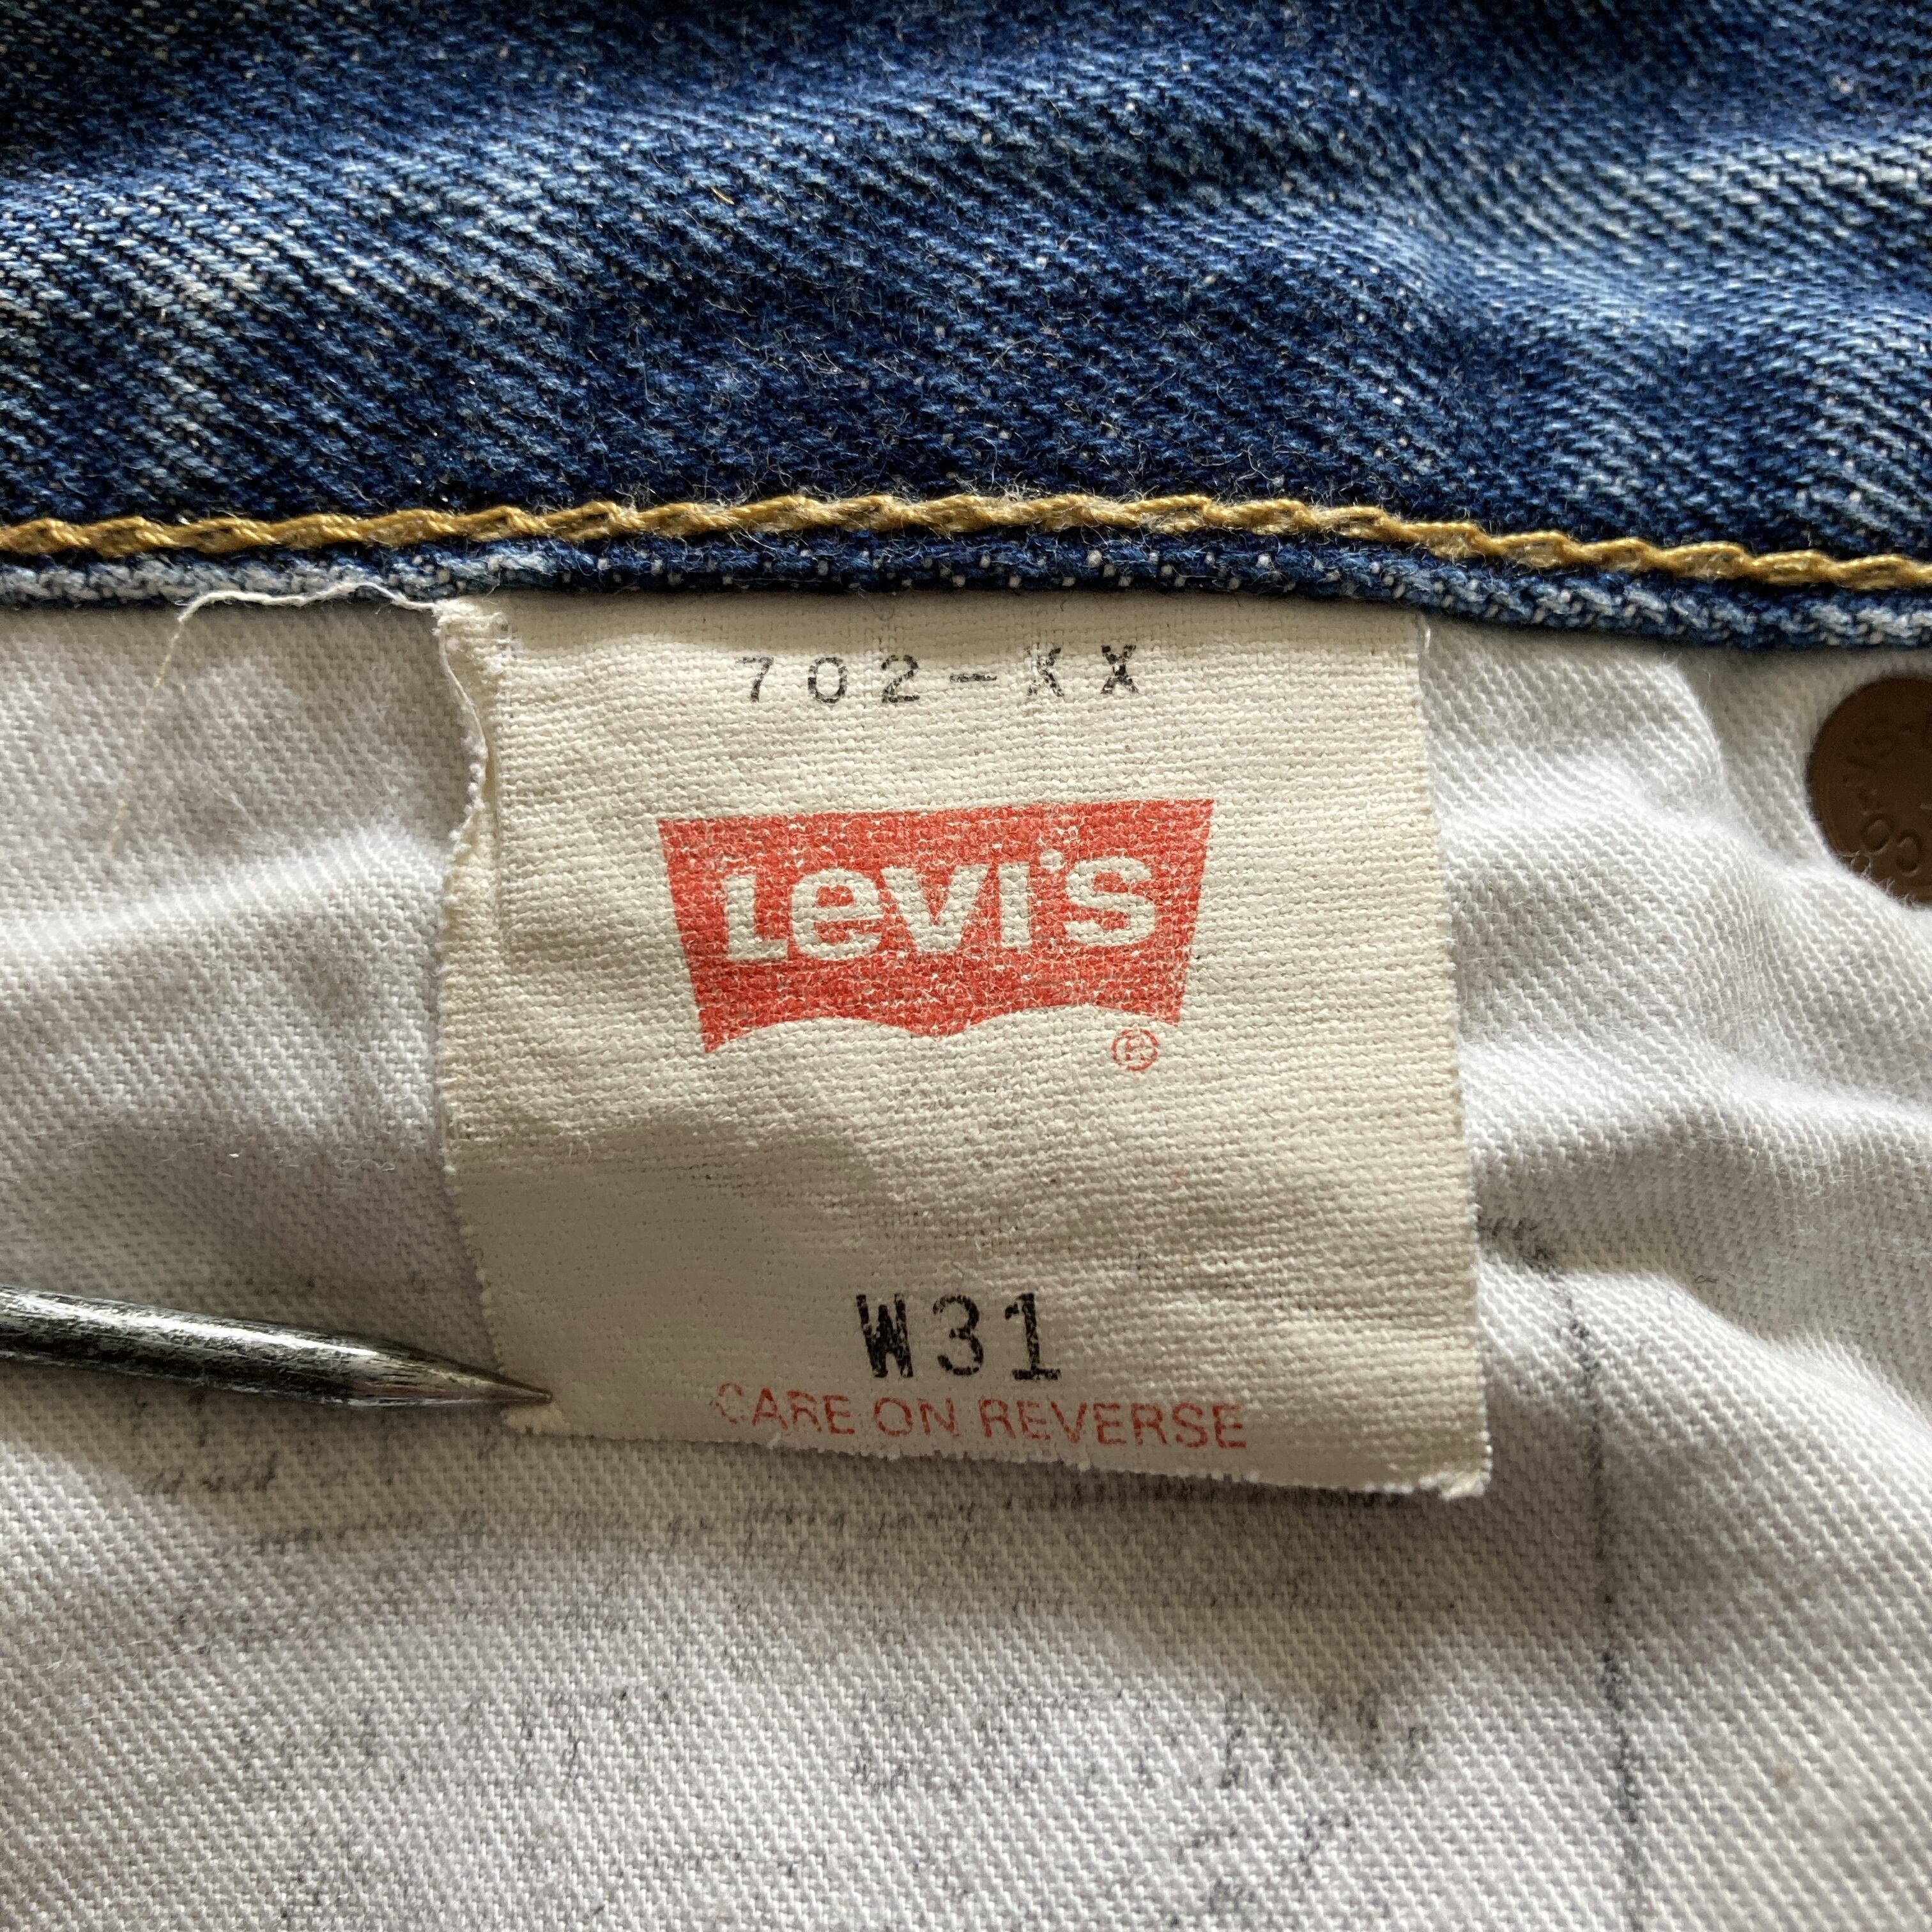 702-XX
Levi's
®
W31
CARE ON REVERSE